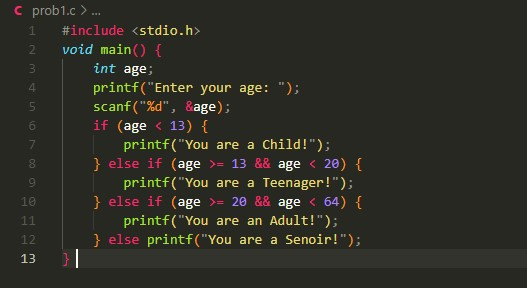 C prob1.c > ...
1 #include <stdio.h>
2 void main() {
3     int age;
4     printf("Enter your age: ");
5     scanf("%d", &age);
6     if (age < 13) {
7         printf("You are a Child!");
8     } else if (age >= 13 && age < 20) {
9         printf("You are a Teenager!");
10     } else if (age >= 20 && age < 64) {
11         printf("You are an Adult!");
12     } else printf("You are a Senoir!");
13 }